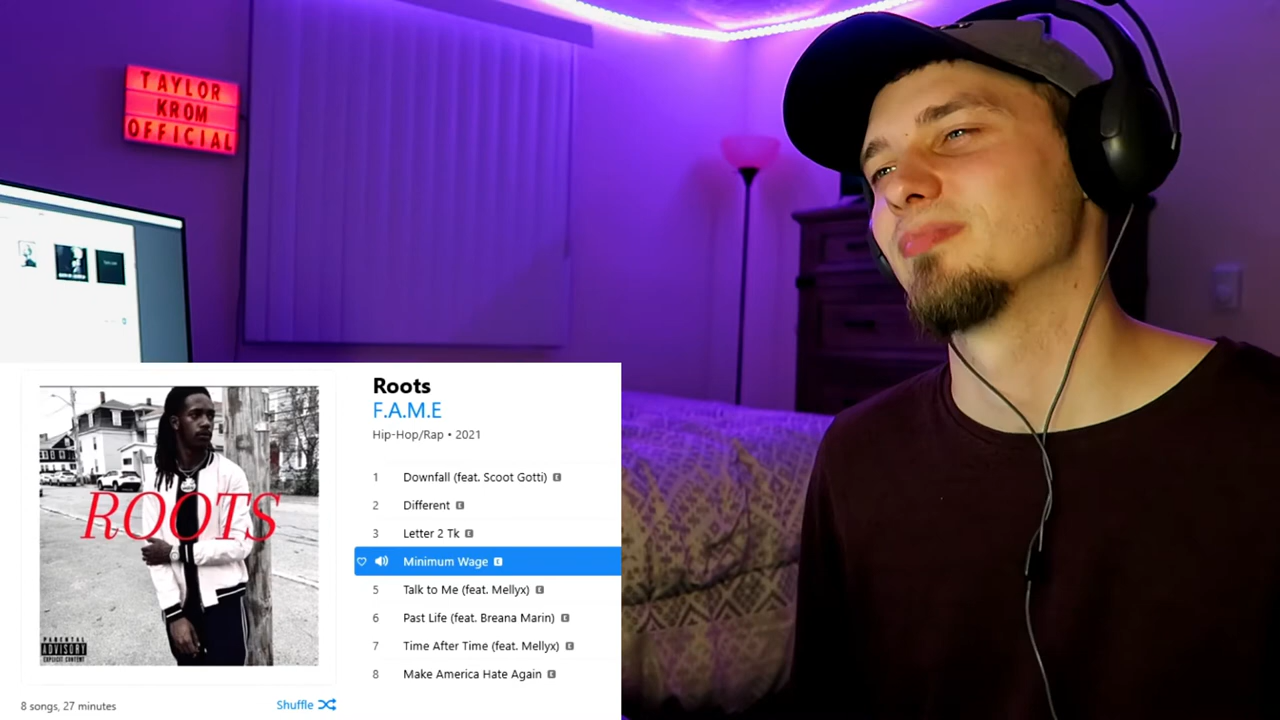 TAYLOR
KROM
OFFICIAL
ROOTS
PARENTAL
ADVISORY
EXPLICIT CONTENT
Roots
F.A.M.E
Hip-Hop/Rap • 2021
1 Downfall (feat. Scoot Gotti) E
2 Different E
3 Letter 2 Tk E
Minimum Wage E
5 Talk to Me (feat. Mellyx) E
6 Past Life (feat. Breana Marin) E
7 Time After Time (feat. Mellyx) E
8 Make America Hate Again E
8 songs, 27 minutes
Shuffle